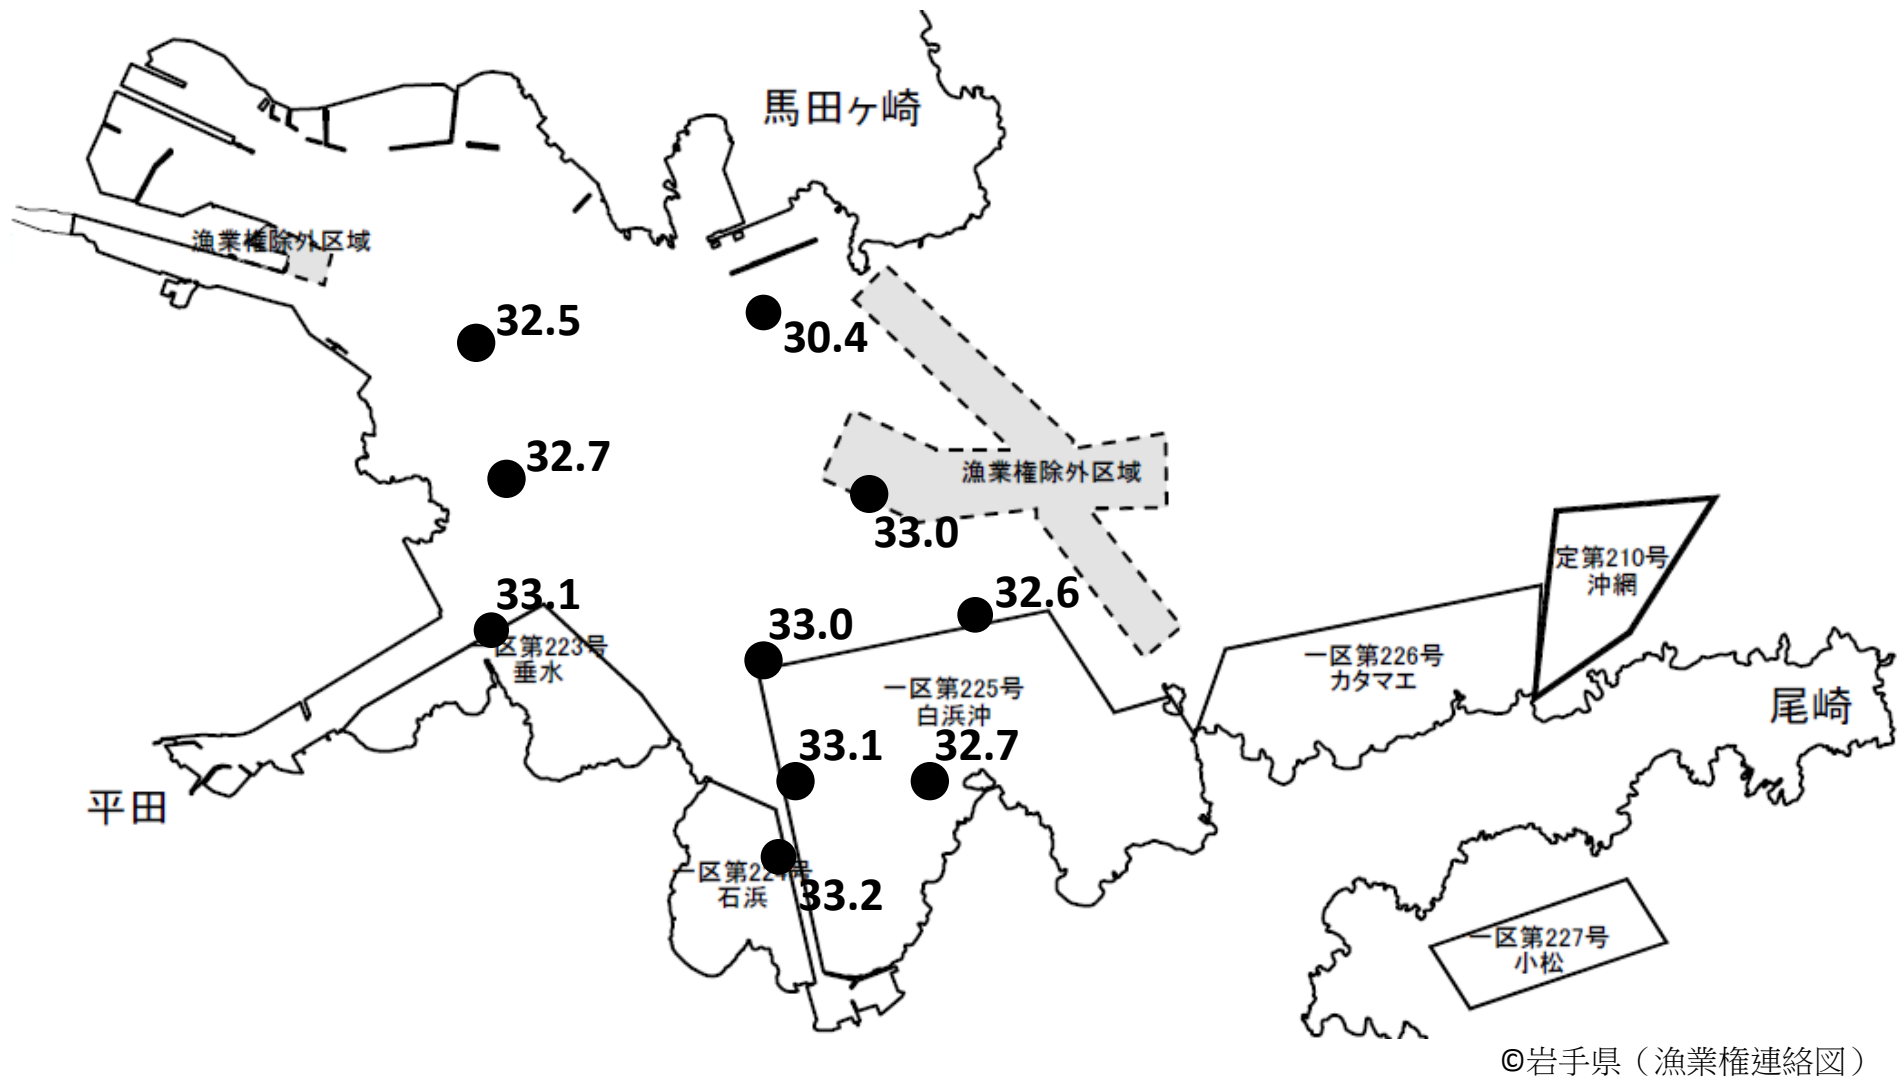 馬田ヶ崎
漁業権除外区域
32.5
30.4
32.7
漁業権除外区域
33.0
定第210号
沖網
33.1
32.6
33.0
一区第223号
垂水
一区第226号
カタマエ
一区第225号
白浜沖
尾崎
33.1
32.7
平田
一区第224号
石浜
33.2
一区第227号
小松
©岩手県（漁業権連絡図）